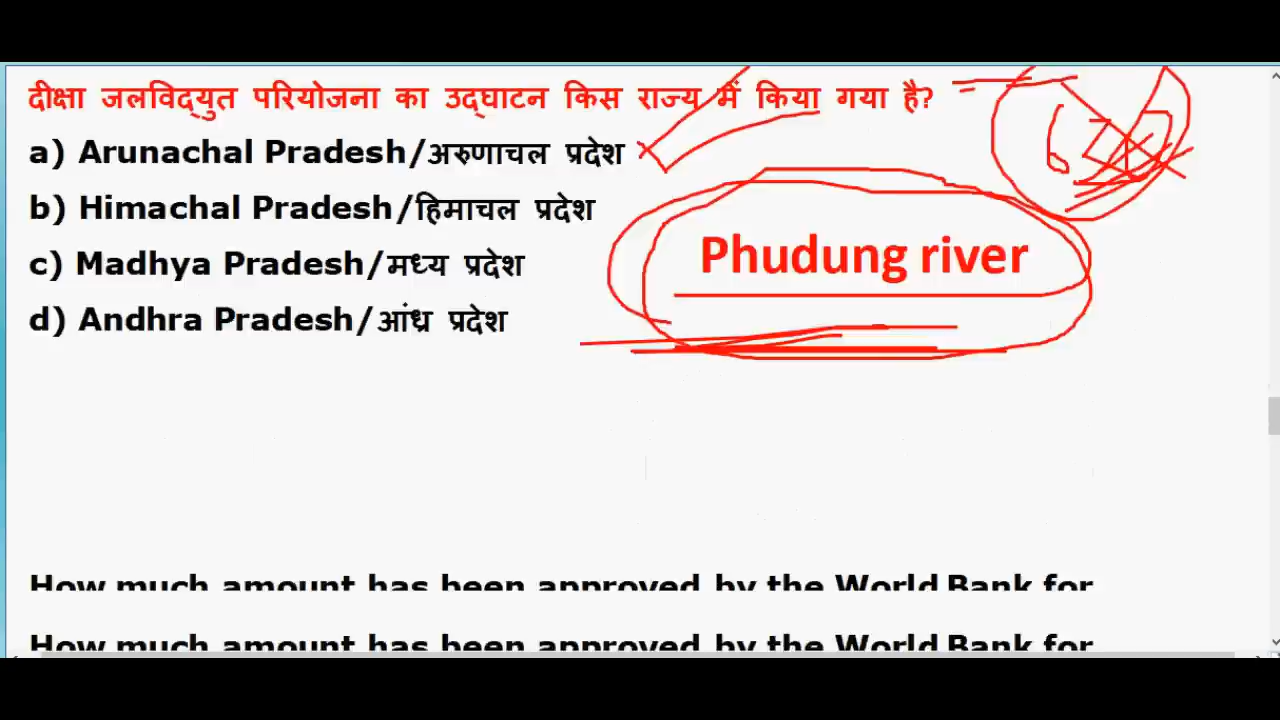 दीक्षा जलविद्युत परियोजना का उद्घाटन किस राज्य में किया गया है?
a) Arunachal Pradesh/अरुणाचल प्रदेश
b) Himachal Pradesh/हिमाचल प्रदेश
Phudung river
c) Madhya Pradesh/मध्य प्रदेश
d) Andhra Pradesh/आंध्र प्रदेश
How much amount has been approved by the World Bank for
How much amount has been approved by the World Bank for